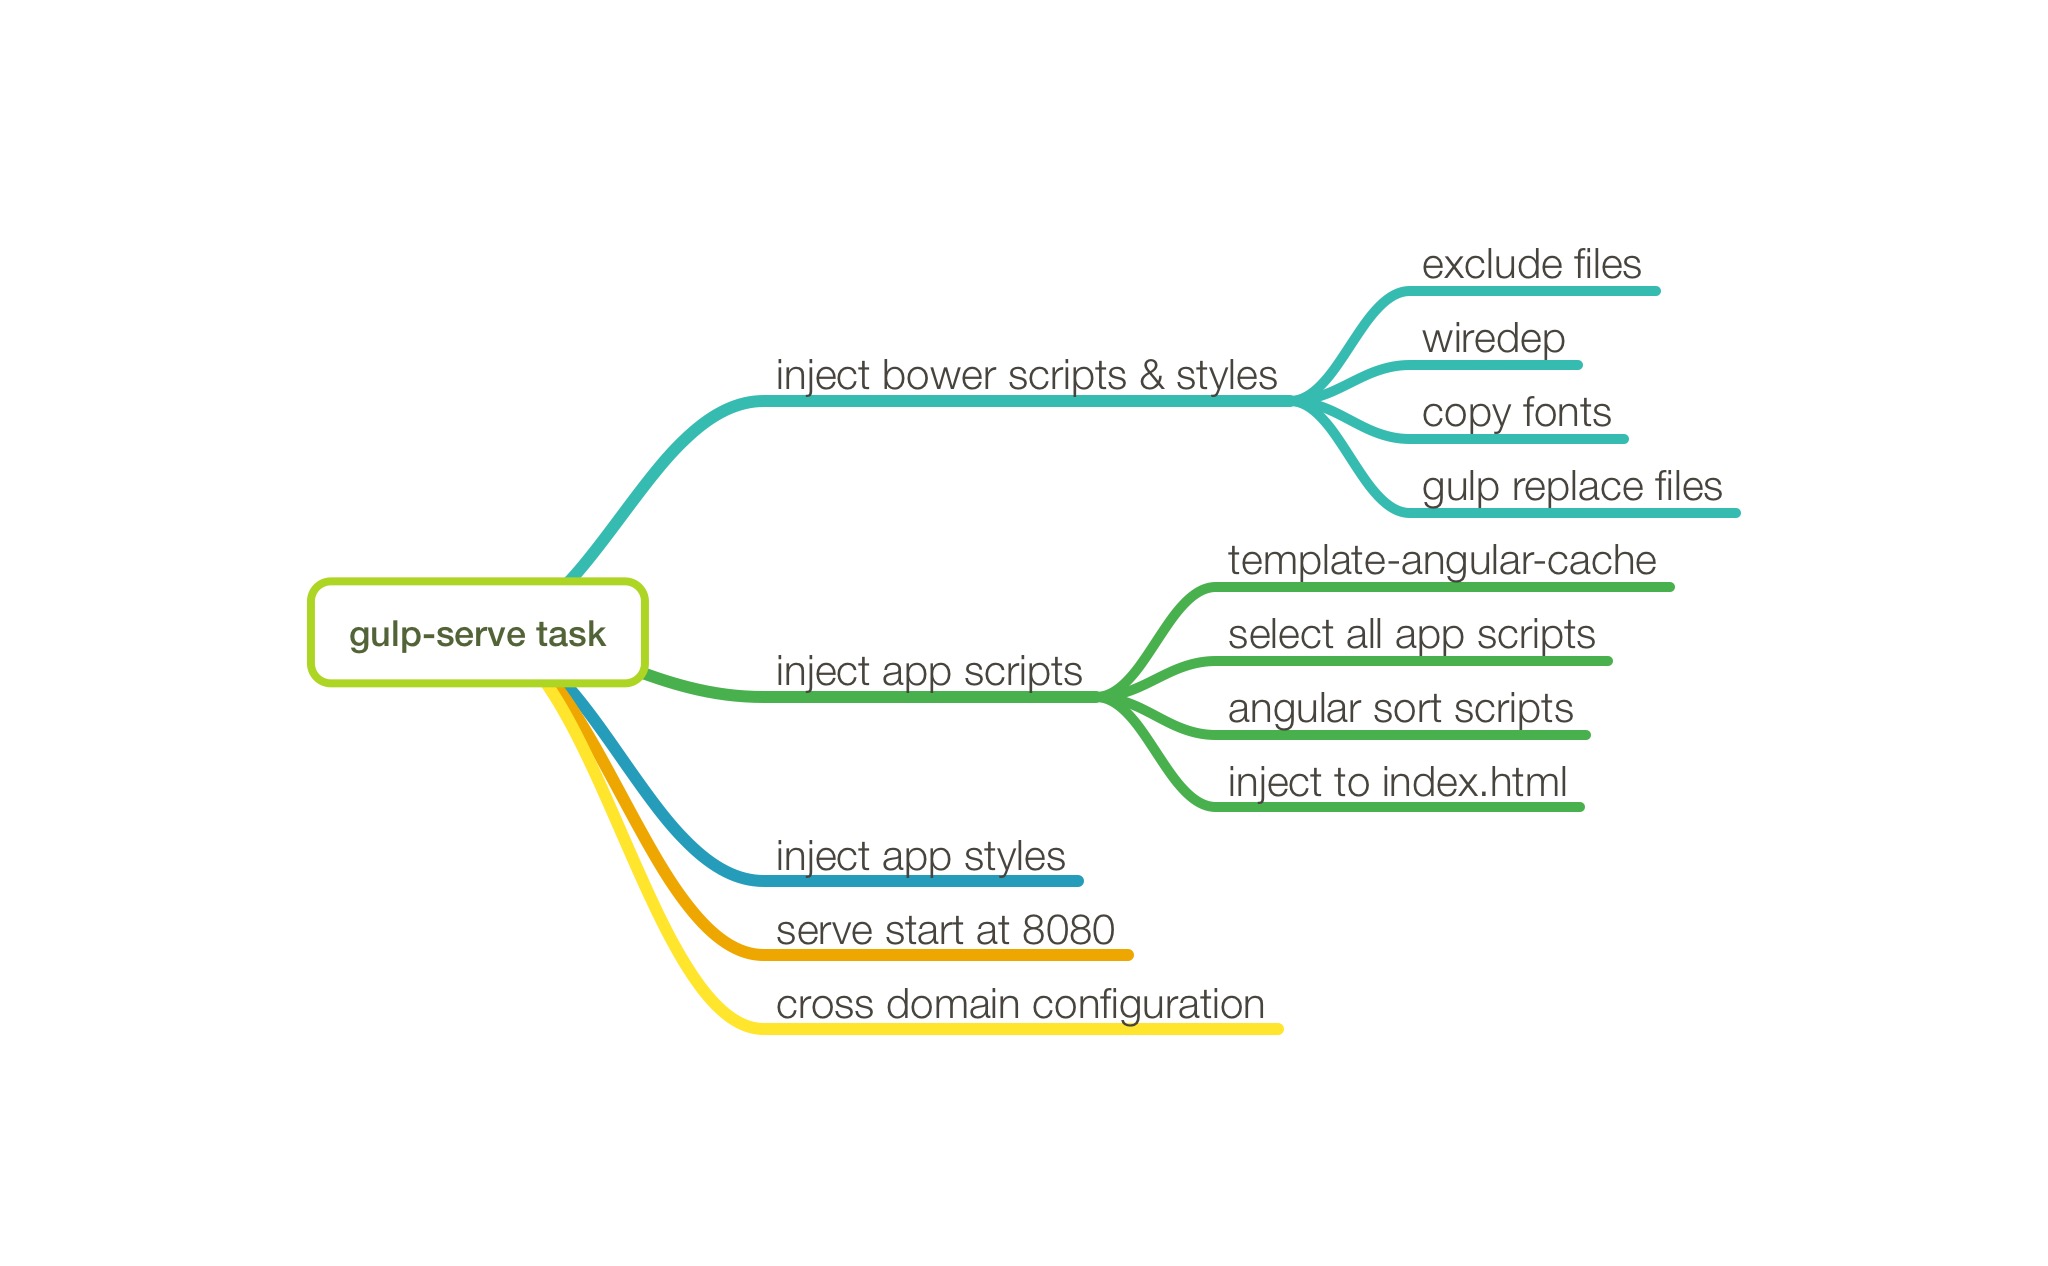 gulp-serve task
inject bower scripts & styles
exclude files
wiredep
copy fonts
gulp replace files
inject app scripts
template-angular-cache
select all app scripts
angular sort scripts
inject to index.html
inject app styles
serve start at 8080
cross domain configuration